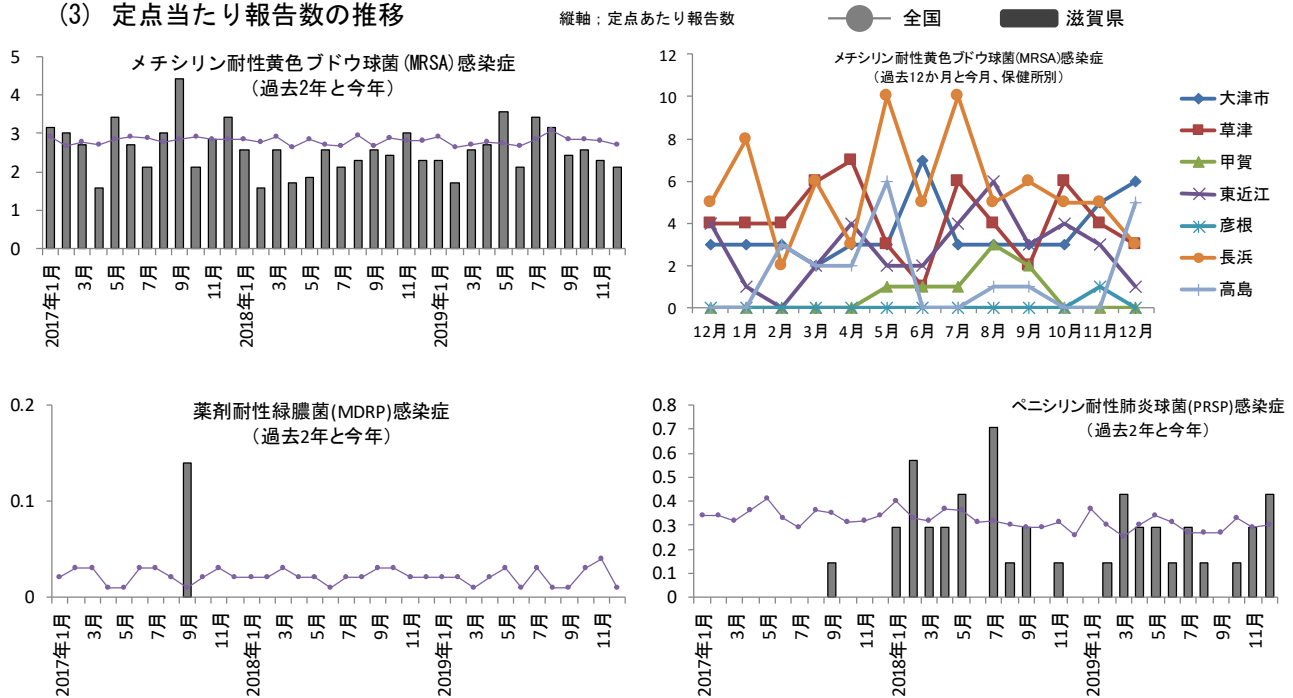 (3) 定点当たり報告数の推移
縦軸；定点あたり報告数
全国
滋賀県
メチシリン耐性黄色ブドウ球菌(MRSA)感染症
（過去2年と今年）
5
4
3
2
1
0
2017年1月 3月 5月 7月 9月 11月 2018年1月 3月 5月 7月 9月 11月 2019年1月 3月 5月 7月 9月 11月
メチシリン耐性黄色ブドウ球菌(MRSA)感染症
（過去12か月と今月、保健所別）
12
10
8
6
4
2
0
12月 1月 2月 3月 4月 5月 6月 7月 8月 9月 10月 11月 12月
大津市
草津
甲賀
東近江
彦根
長浜
高島
薬剤耐性緑膿菌(MDRP)感染症
（過去2年と今年）
0.2
0.1
0
2017年1月 3月 5月 7月 9月 11月 2018年1月 3月 5月 7月 9月 11月 2019年1月 3月 5月 7月 9月 11月
ペニシリン耐性肺炎球菌(PRSP)感染症
（過去2年と今年）
0.8
0.7
0.6
0.5
0.4
0.3
0.2
0.1
0
2017年1月 3月 5月 7月 9月 11月 2018年1月 3月 5月 7月 9月 11月 2019年1月 3月 5月 7月 9月 11月